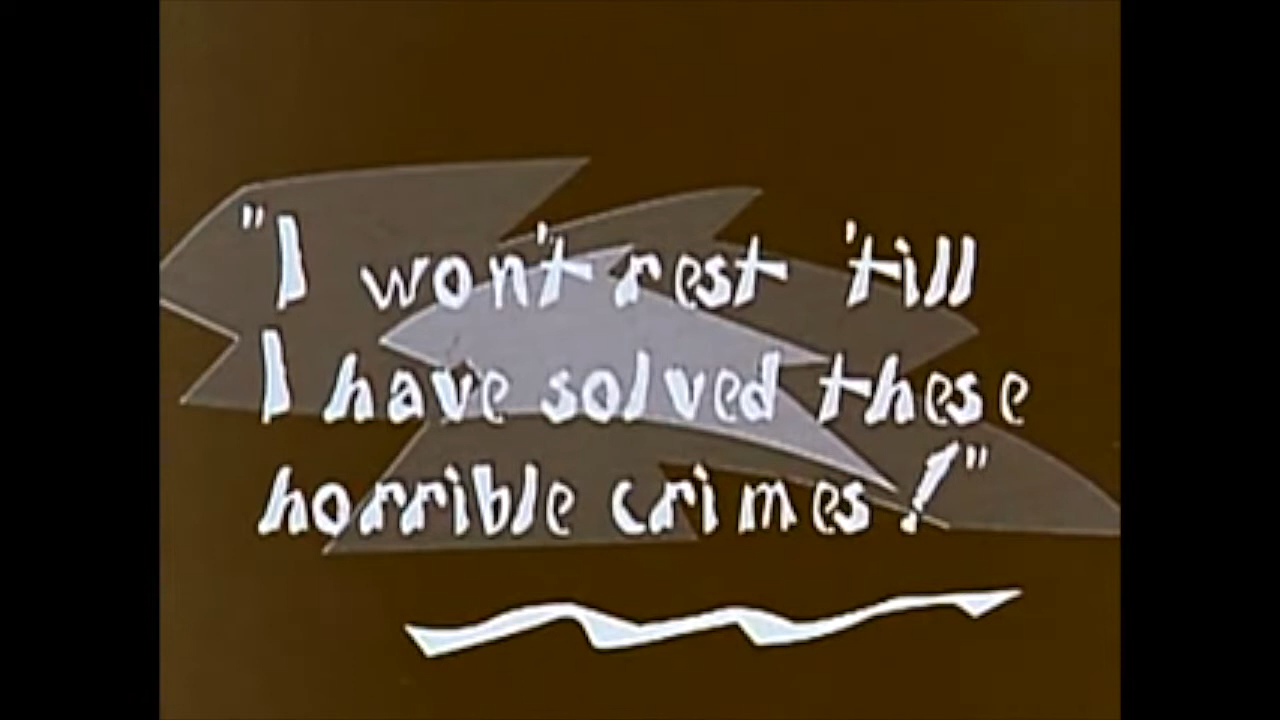 "I won't rest 'till
I have solved these
horrible crimes!"